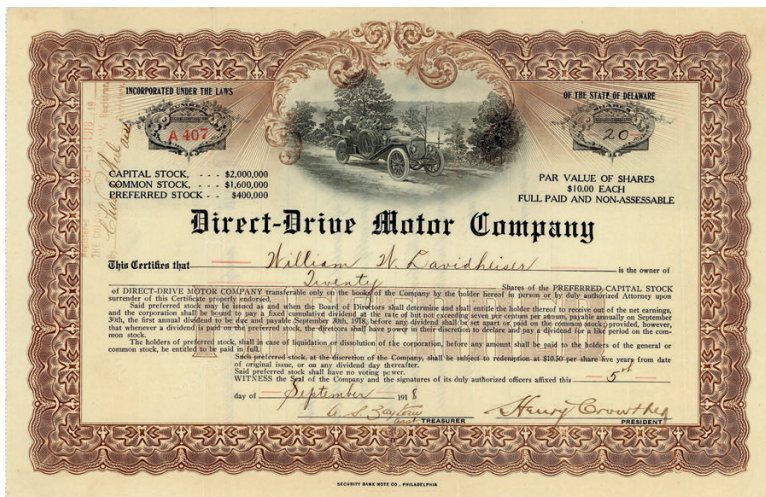 INCORPORATED UNDER THE LAWS
OF THE STATE OF DELAWARE
NUMBER
A 407
SHARES
20
CAPITAL STOCK, - - - $2,000,000
COMMON STOCK, - - $1,600,000
PREFERRED STOCK - - $400,000
PAR VALUE OF SHARES
$10.00 EACH
FULL PAID AND NON-ASSESSABLE
Direct-Drive Motor Company
This Certifies that William W. Davidheiser is the owner of
Twenty Shares of the PREFERRED CAPITAL STOCK
of DIRECT-DRIVE MOTOR COMPANY transferable only on the books of the Company by the holder hereof in person or by duly authorized Attorney upon
surrender of this Certificate properly endorsed.
Said preferred stock may be issued as and when the Board of Directors shall determine and shall entitle the holder thereof to receive out of the net earnings,
and the corporation shall be bound to pay a fixed cumulative dividend at the rate of but not exceeding seven per centum per annum, payable annually on September
30th, the first annual dividend to be due and payable September 30th, 1918, before any dividend shall be set apart or paid on the common stock; provided, however,
that whenever a dividend is paid on the preferred stock, the directors shall have power in their discretion to declare and pay a dividend for a like period on the com-
mon stock.
The holders of preferred stock, shall in case of liquidation or dissolution of the corporation, before any amount shall be paid to the holders of the general or
common stock, be entitled to be paid in full.
Such preferred stock, at the discretion of the Company, shall be subject to redemption at $10.50 per share five years from date
of original issue, or on any dividend day thereafter.
Said preferred stock shall have no voting power.
WITNESS the Seal of the Company and the signatures of its duly authorized officers affixed this 5th
day of September 1918
TREASURER
Henry Crowther
PRESIDENT
SECURITY BANK NOTE CO., PHILADELPHIA